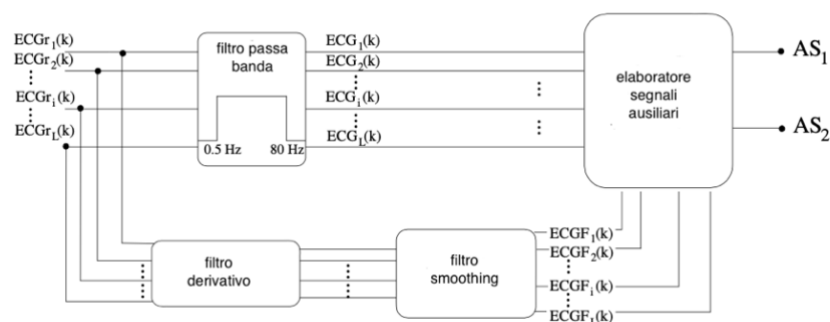 ECGr1(k)
ECGr2(k)
ECGri(k)
ECGrL(k)
filtro passa
banda
0.5 Hz 80 Hz
ECG1(k)
ECG2(k)
ECGi(k)
ECGL(k)
elaboratore
segnali
ausiliari
AS1
AS2
filtro
derivativo
filtro
smoothing
ECGF1(k)
ECGF2(k)
ECGFi(k)
ECGF1(k)